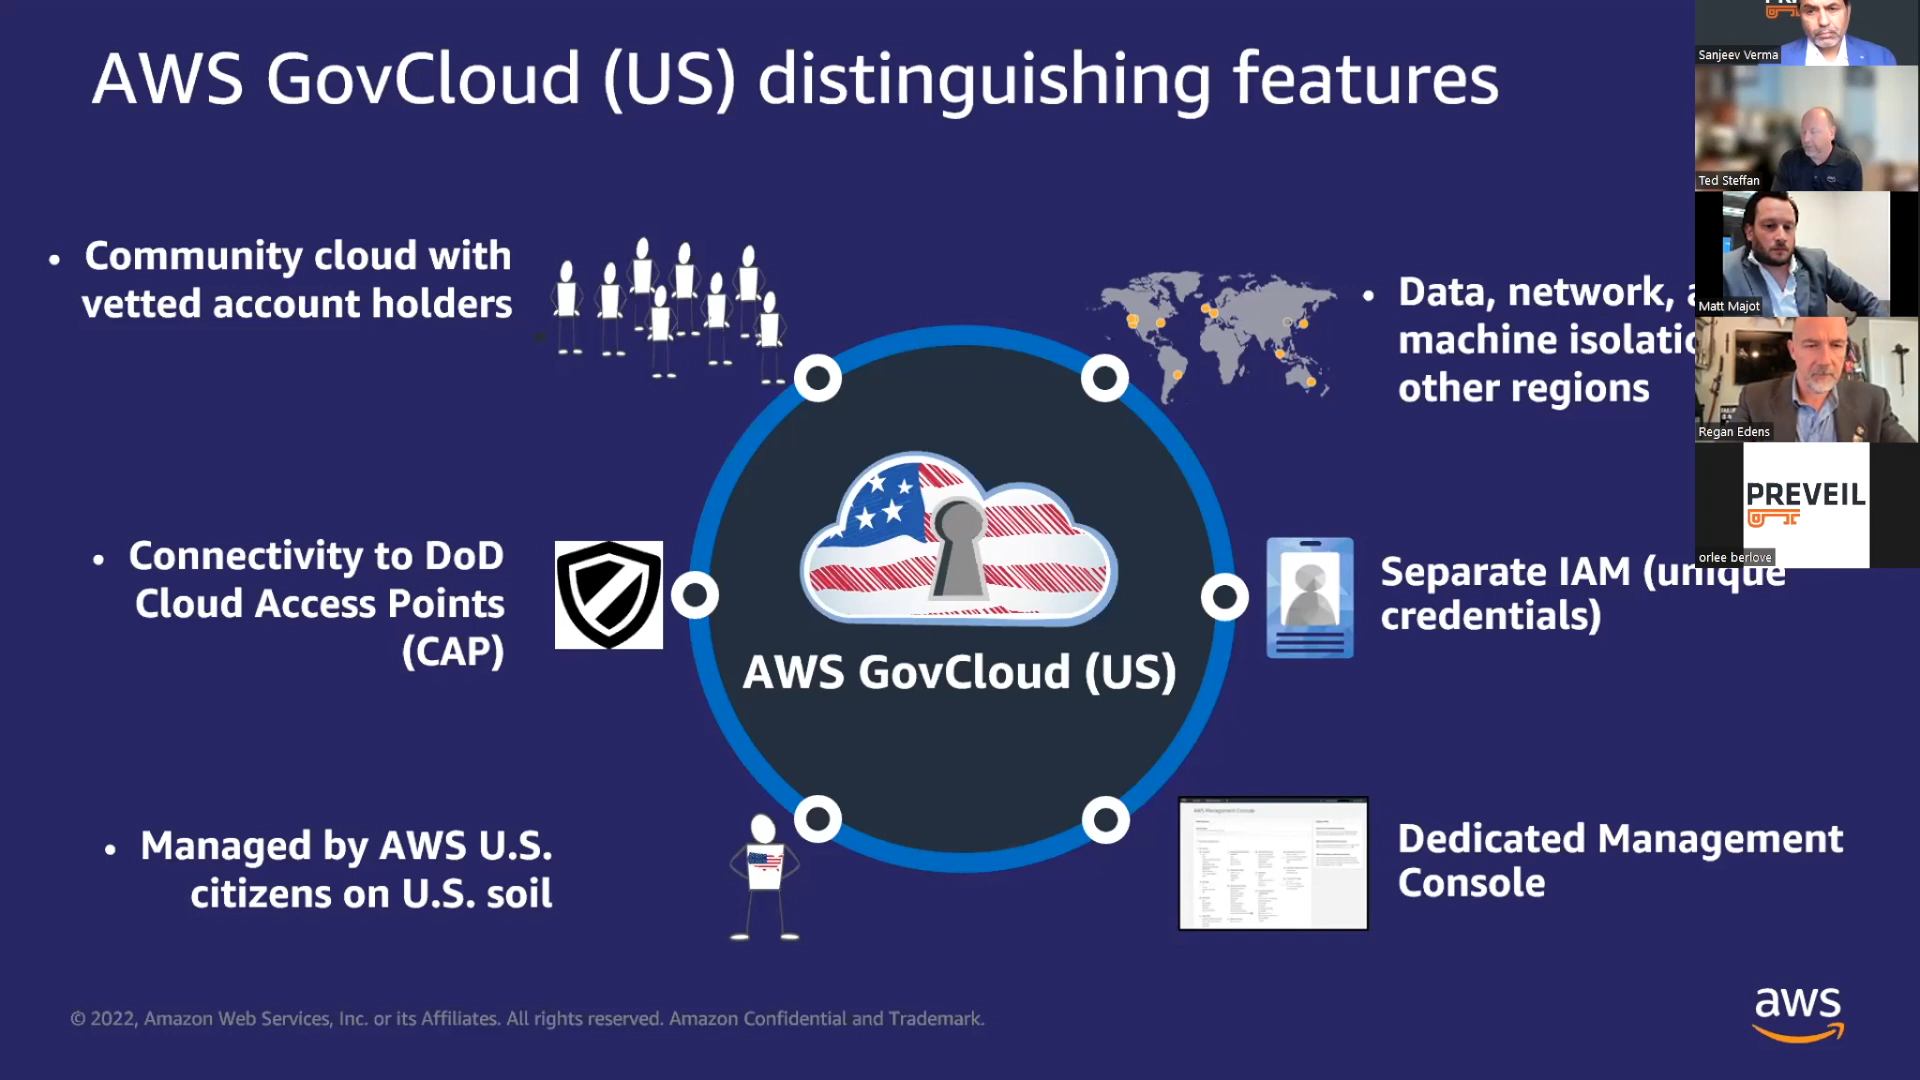 AWS GovCloud (US) distinguishing features
• Community cloud with
vetted account holders
• Data, network,
machine
other regions
• Connectivity to DoD
Cloud Access Points
(CAP)
AWS GovCloud (US)
Separate IAM (unique
credentials)
• Managed by AWS U.S.
citizens on U.S. soil
AWS Management Console
Dedicated Management
Console
© 2022, Amazon Web Services, Inc. or its Affiliates. All rights reserved. Amazon Confidential and Trademark.
aws
Sanjeev Verma
Ted Steffan
Matt Majot
Regan Edens
PREVEIL
orlee berlove